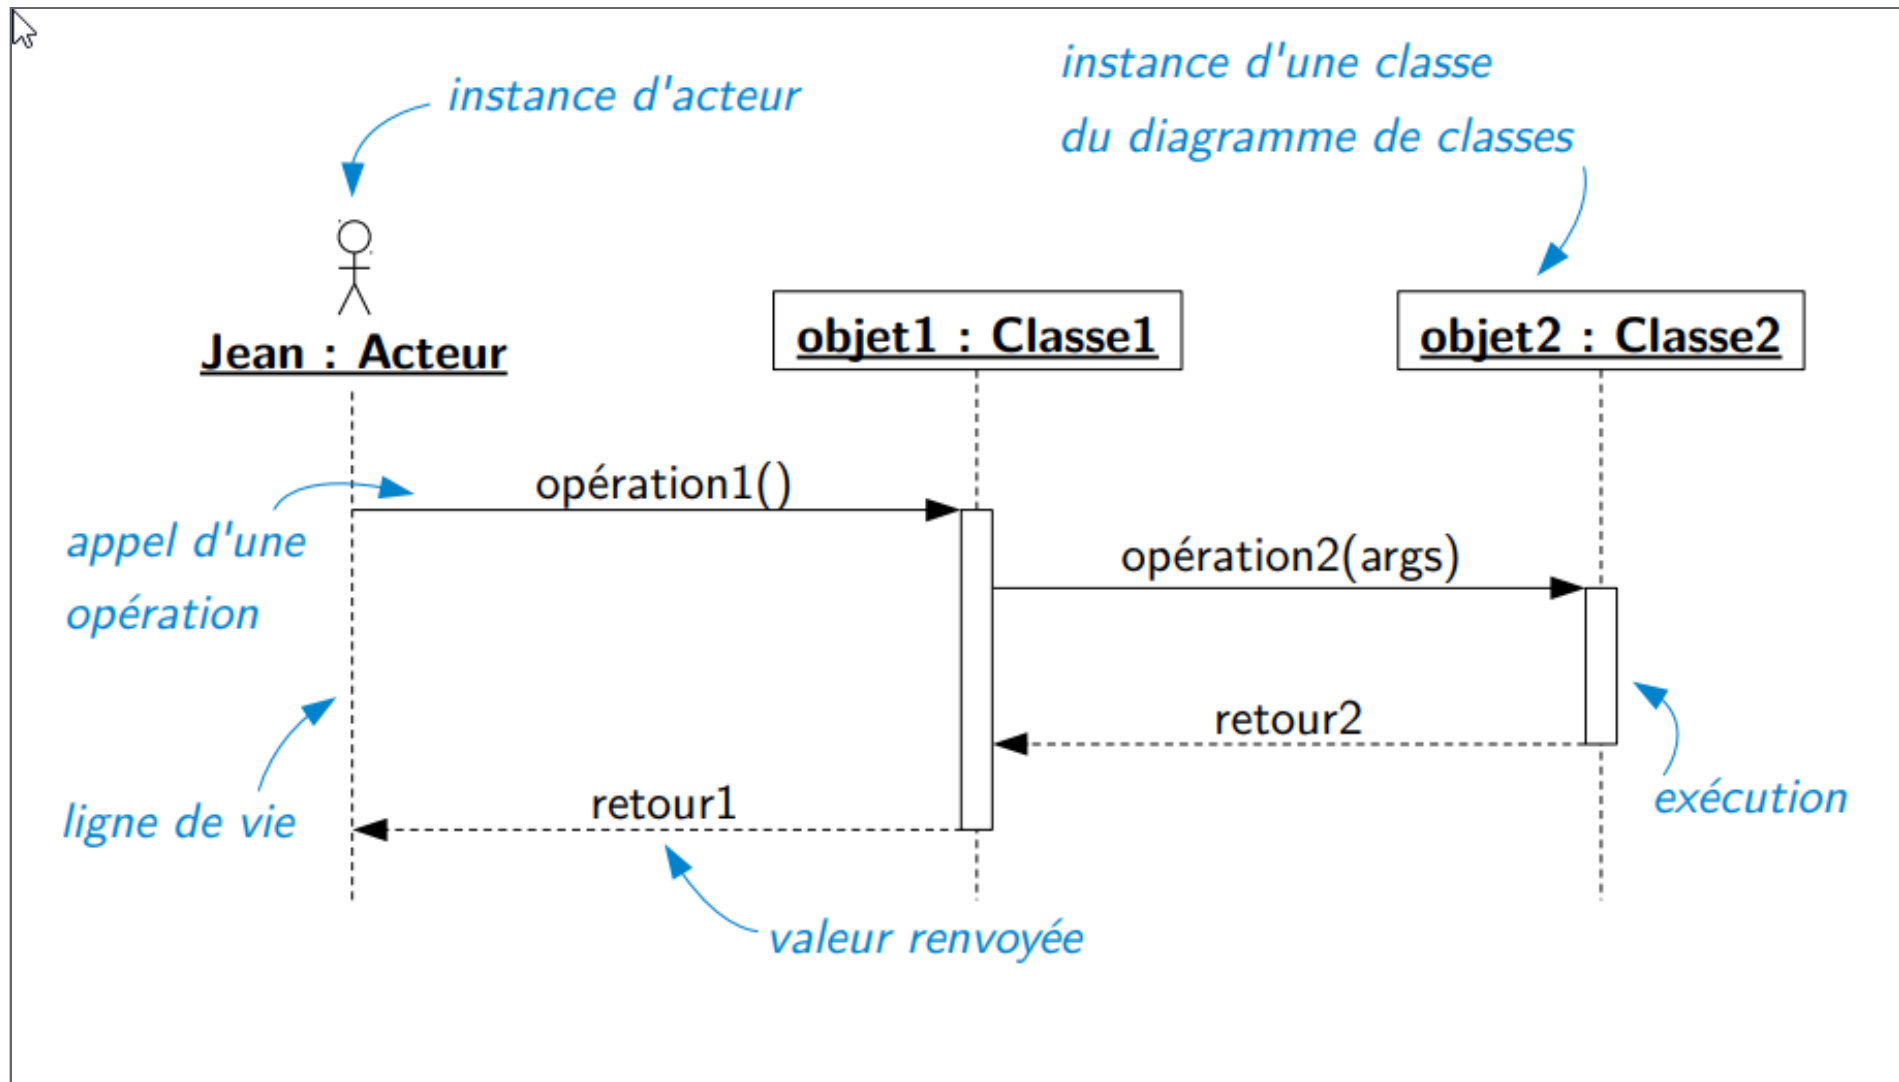 instance d'acteur
instance d'une classe
du diagramme de classes
Jean : Acteur
objet1 : Classe1
objet2 : Classe2
opération1()
appel d'une
opération
opération2(args)
retour2
exécution
retour1
ligne de vie
valeur renvoyée